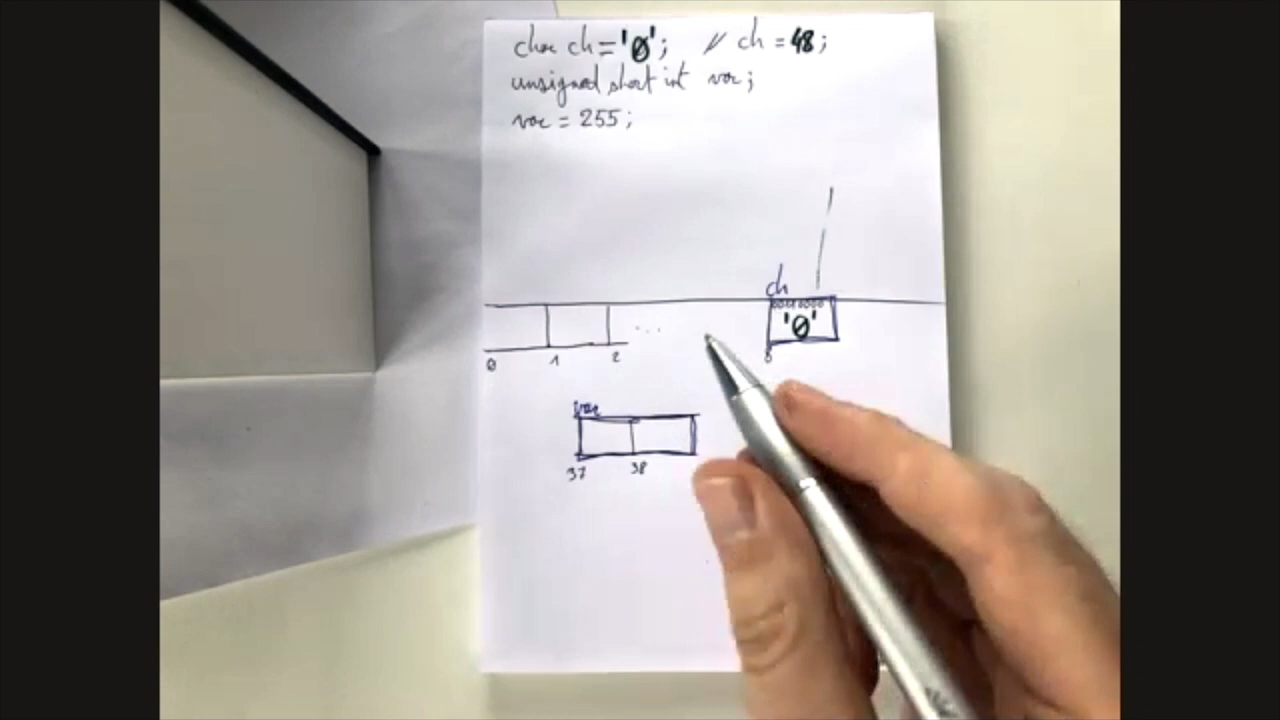 char ch = '0'; // ch = 48;
unsigned short int var;
var = 255;
ch
00110000
'0'
0 1 2 ...
var
37 38